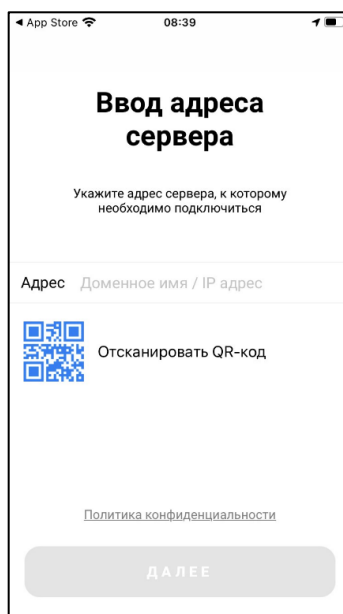 App Store
08:39
Ввод адреса
сервера
Укажите адрес сервера, к которому
необходимо подключиться
Адрес Доменное имя / IP адрес
Отсканировать QR-код
Политика конфиденциальности
ДАЛЕЕ